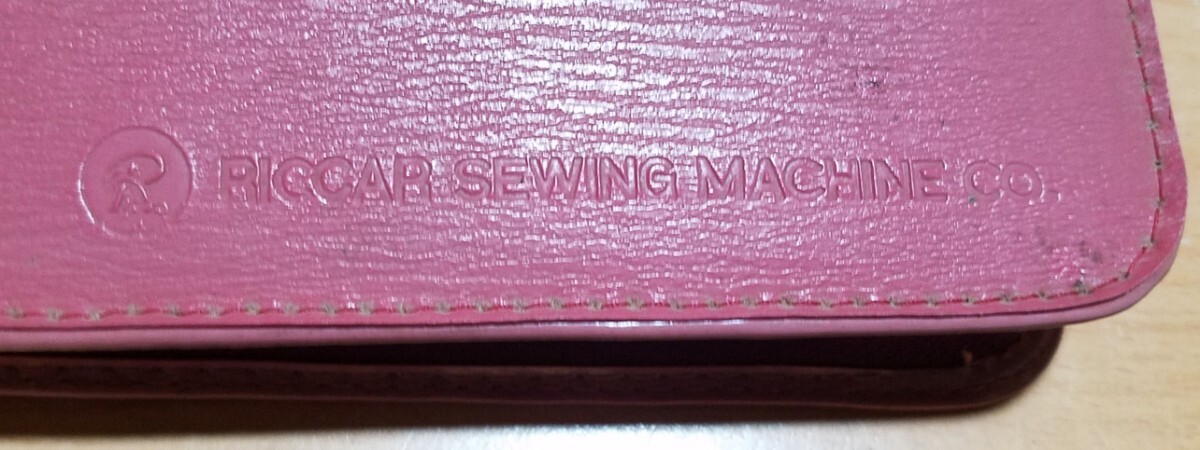 RICCAR SEWING MACHINE CO.